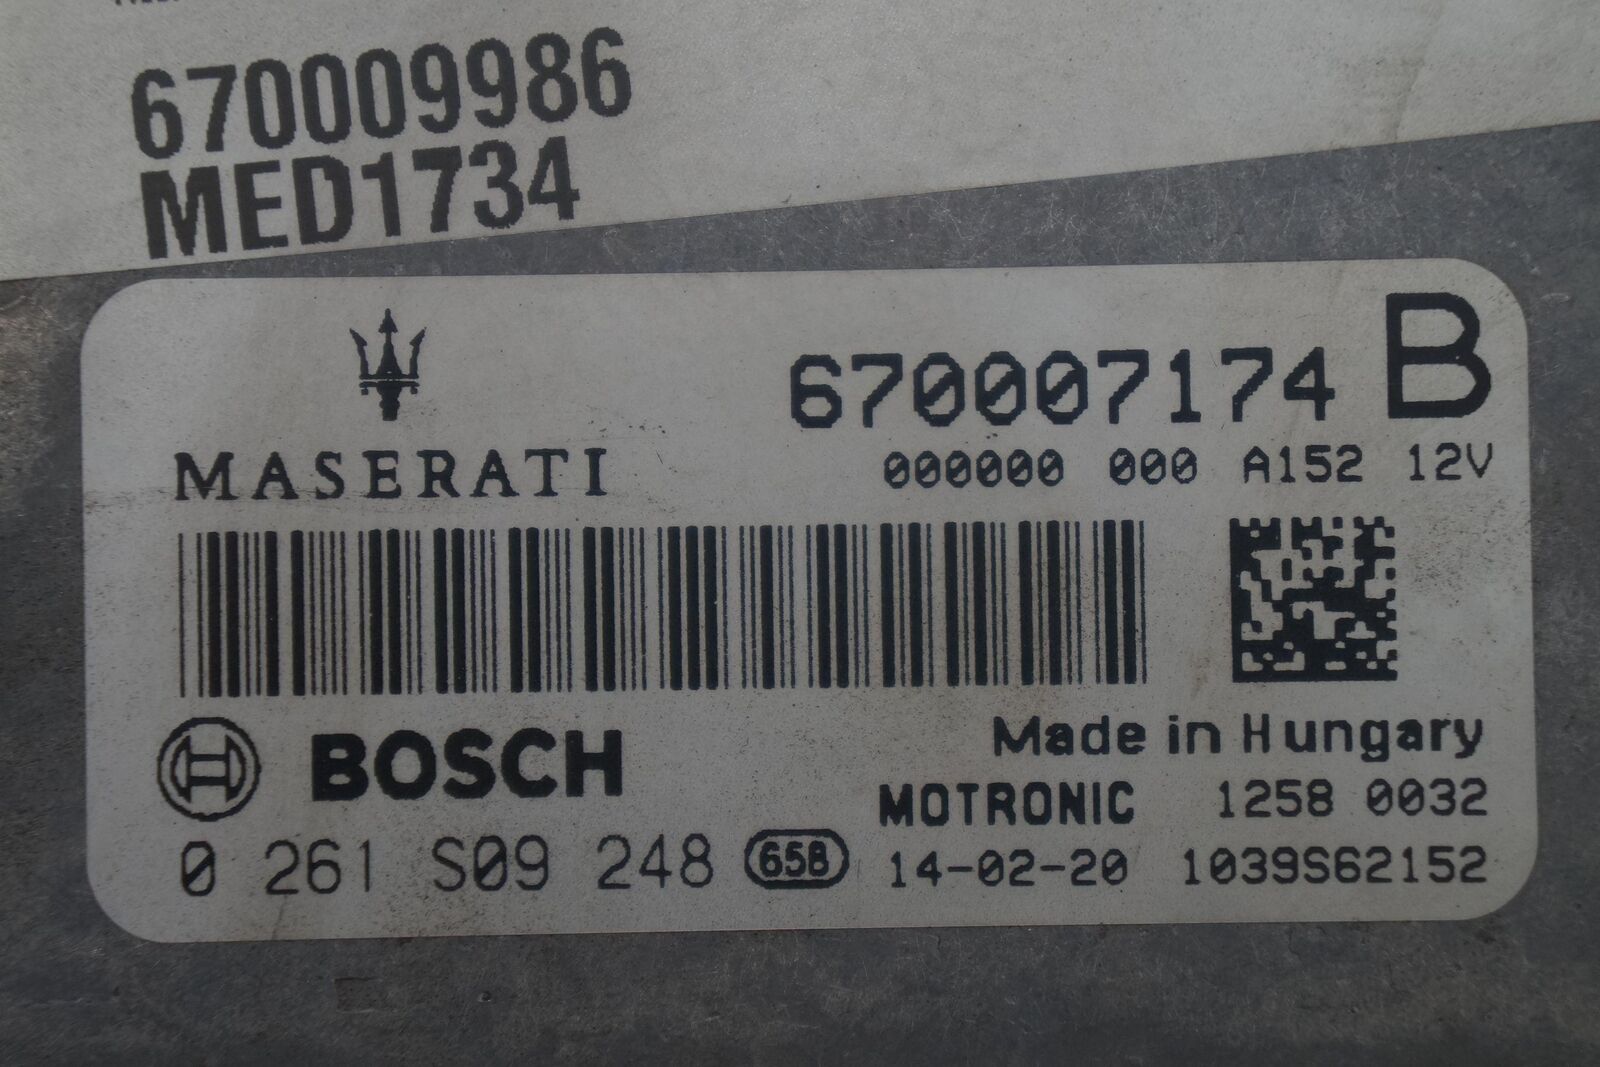 670009986
MED1734
670007174 B
MASERATI
000000 000 A152 12V
BOSCH
Made in Hungary
MOTRONIC 1258 0032
0 261 S09 248 658 14-02-20 1039S62152